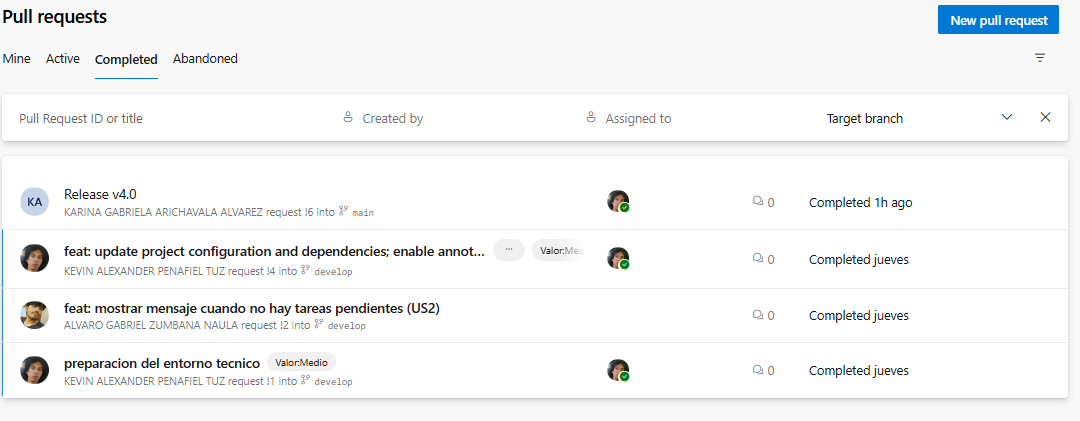 Pull requests
New pull request
Mine Active Completed Abandoned
Pull Request ID or title Created by Assigned to Target branch
KA
Release v4.0
KARINA GABRIELA ARICHAVALA ALVAREZ request !6 into main
0 Completed 1h ago
feat: update project configuration and dependencies; enable annot... ... Valor:Med
KEVIN ALEXANDER PENAFIEL TUZ request !4 into develop
0 Completed jueves
feat: mostrar mensaje cuando no hay tareas pendientes (US2)
ALVARO GABRIEL ZUMBANA NAULA request !2 into develop
0 Completed jueves
preparacion del entorno tecnico Valor:Medio
KEVIN ALEXANDER PENAFIEL TUZ request !1 into develop
0 Completed jueves